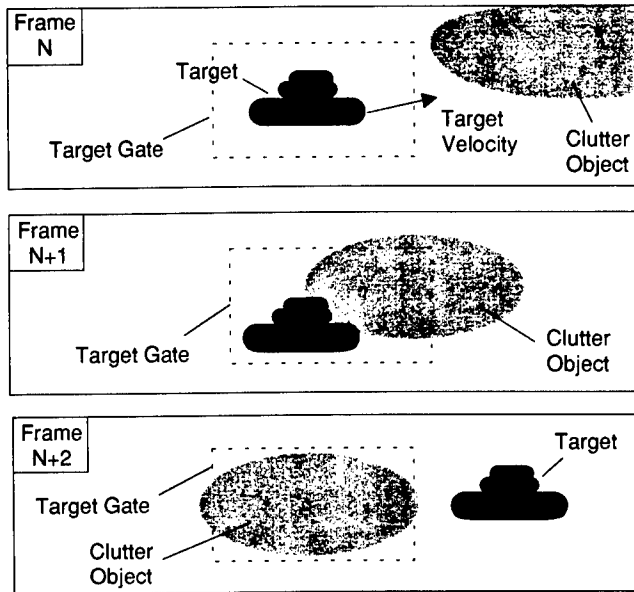 Frame
N
Target
Target Gate
Target
Velocity
Clutter
Object
Frame
N+1
Target Gate
Clutter
Object
Frame
N+2
Target
Target Gate
Clutter
Object